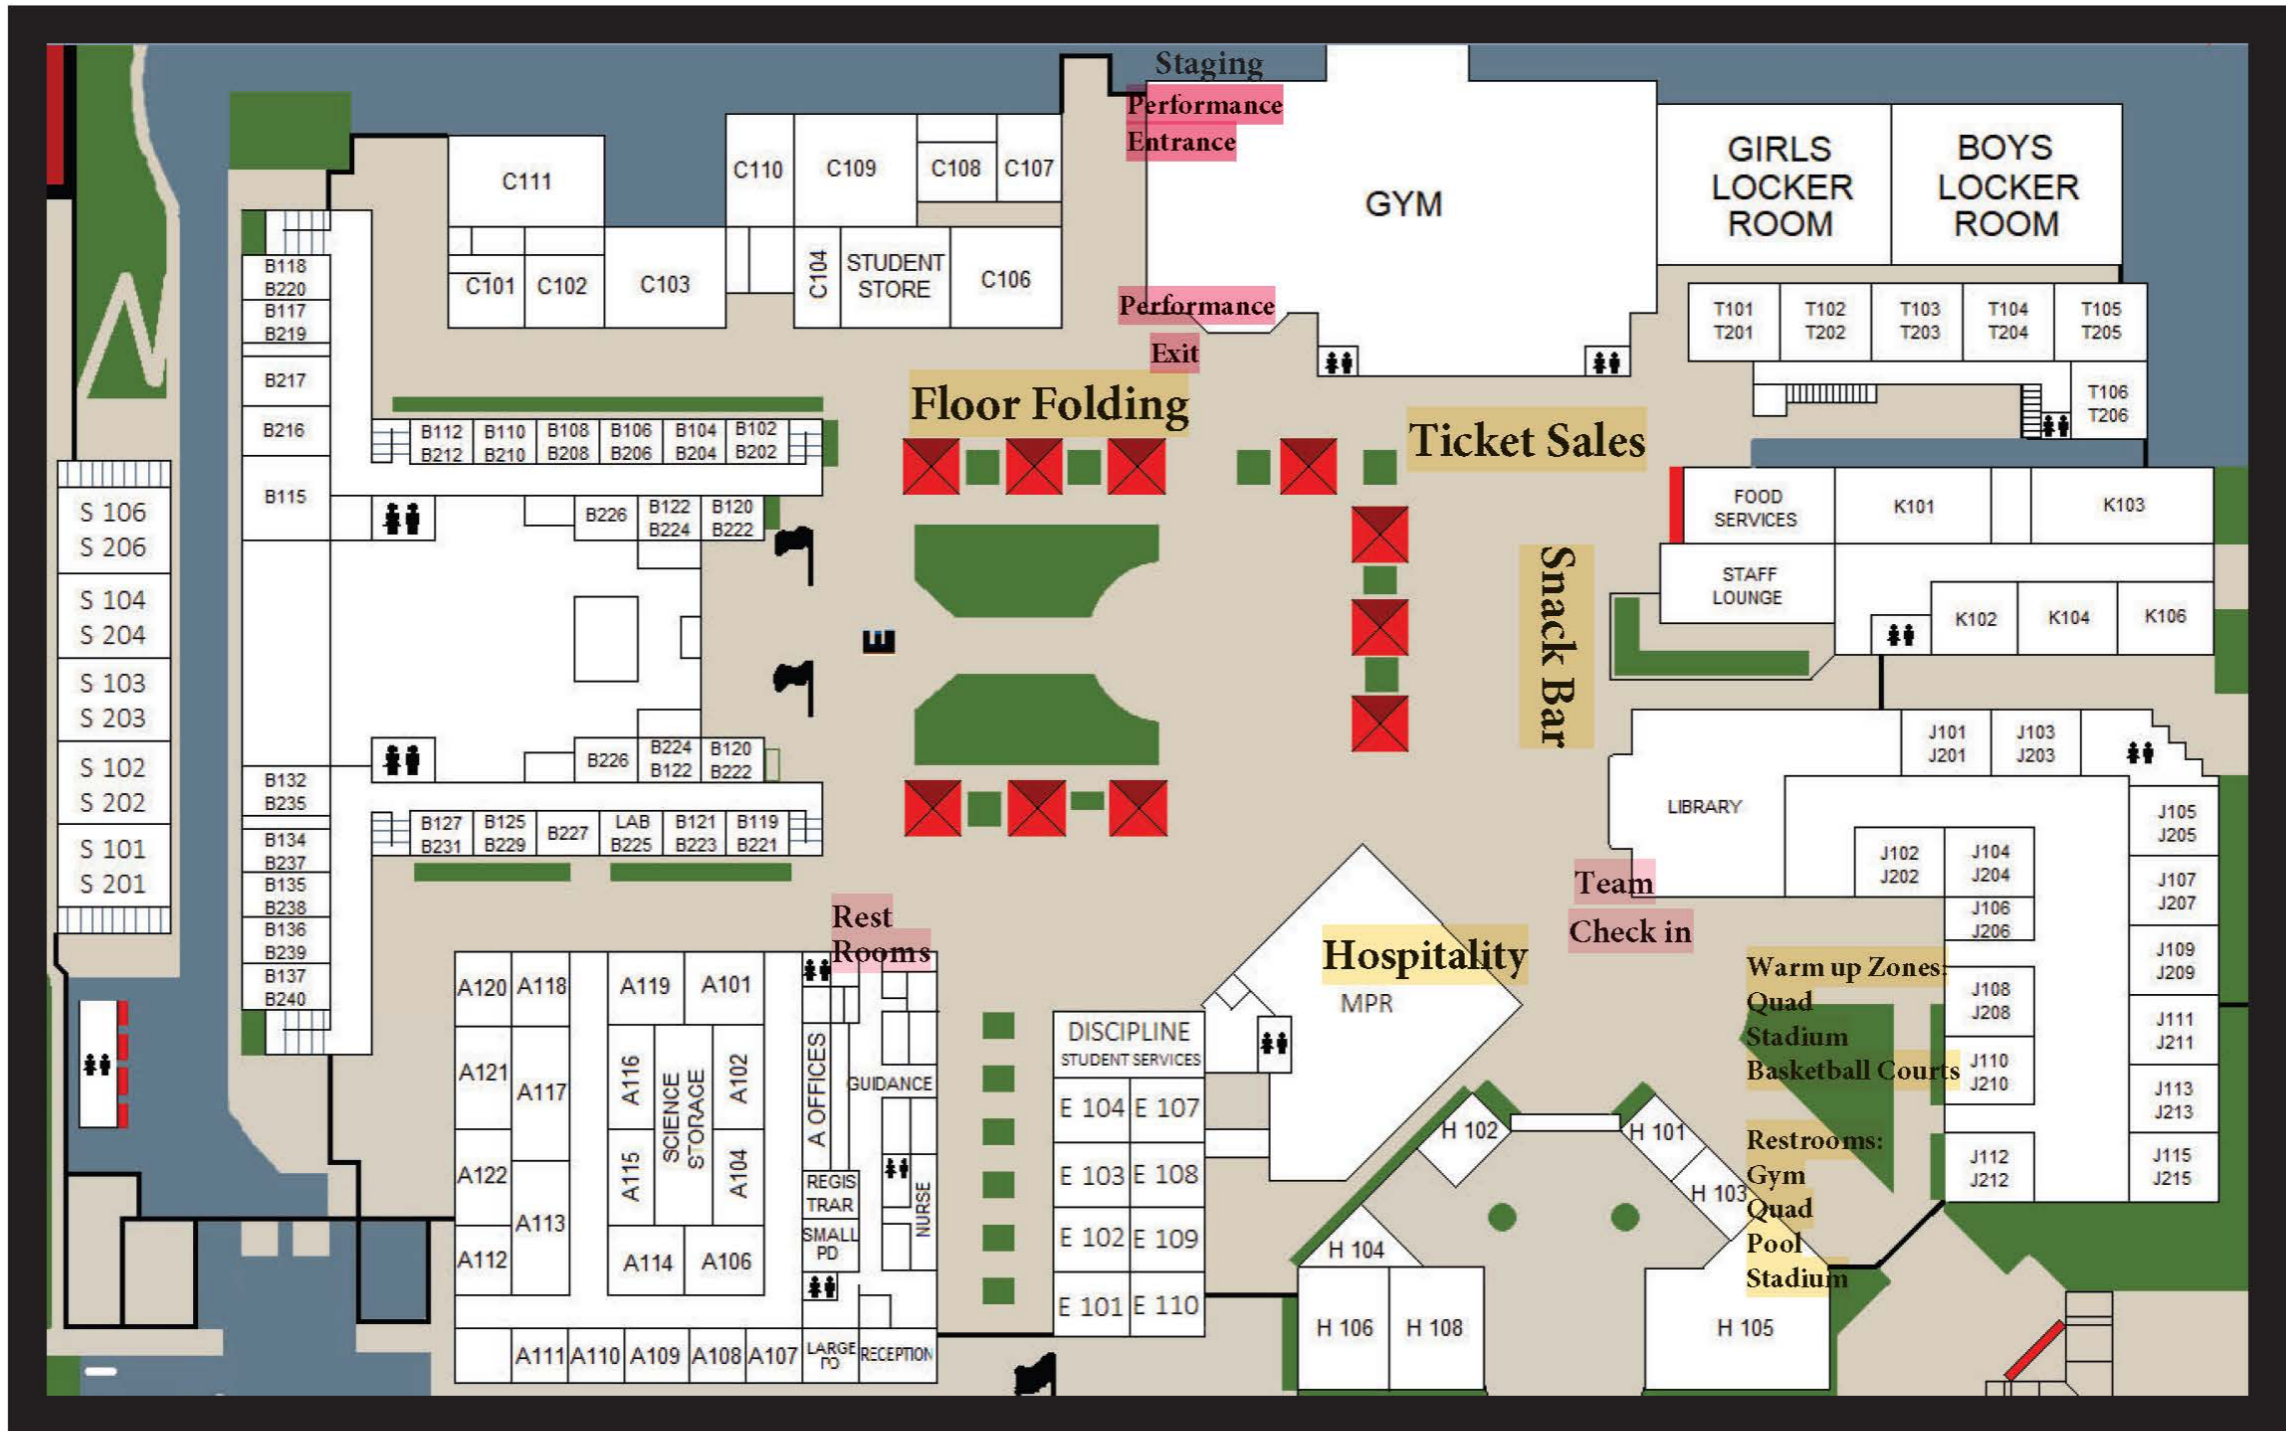 Staging
Performance
Entrance
GYM
GIRLS
LOCKER
ROOM
BOYS
LOCKER
ROOM
C111
C110
C109
C108
C107
C101
C102
C103
C104
STUDENT
STORE
C106
Performance
Exit
T101
T201
T102
T202
T103
T203
T104
T204
T105
T205
T106
T206
B118
B220
B117
B219
B217
B216
B115
Floor Folding
Ticket Sales
B112
B212
B110
B210
B108
B208
B106
B206
B104
B204
B102
B202
B226
B122
B224
B120
B222
S 106
S 206
S 104
S 204
S 103
S 203
S 102
S 202
S 101
S 201
E
FOOD
SERVICES
K101
K103
STAFF
LOUNGE
K102
K104
K106
Snack Bar
B226
B224
B122
B120
B222
B132
B235
B134
B237
B135
B238
B136
B239
B137
B240
B127
B231
B125
B229
B227
LAB
B225
B121
B223
B119
B221
J101
J201
J103
J203
LIBRARY
J105
J205
J102
J202
J104
J204
J107
J207
J106
J206
J109
J209
J108
J208
J111
J211
J110
J210
J113
J213
J112
J212
J115
J215
Team
Check in
Rest
Rooms
Hospitality
MPR
Warm up Zones:
Quad
Stadium
Basketball Courts
Restrooms:
Gym
Quad
Pool
Stadium
A120
A118
A119
A101
A121
A117
A116
SCIENCE
STORAGE
A102
A OFFICES
GUIDANCE
A122
A115
A104
REGIS
TRAR
NURSE
A113
SMALL
PD
A112
A114
A106
A111
A110
A109
A108
A107
LARGE
PD
RECEPTION
DISCIPLINE
STUDENT SERVICES
E 104
E 107
E 103
E 108
E 102
E 109
E 101
E 110
H 102
H 101
H 103
H 104
H 106
H 108
H 105